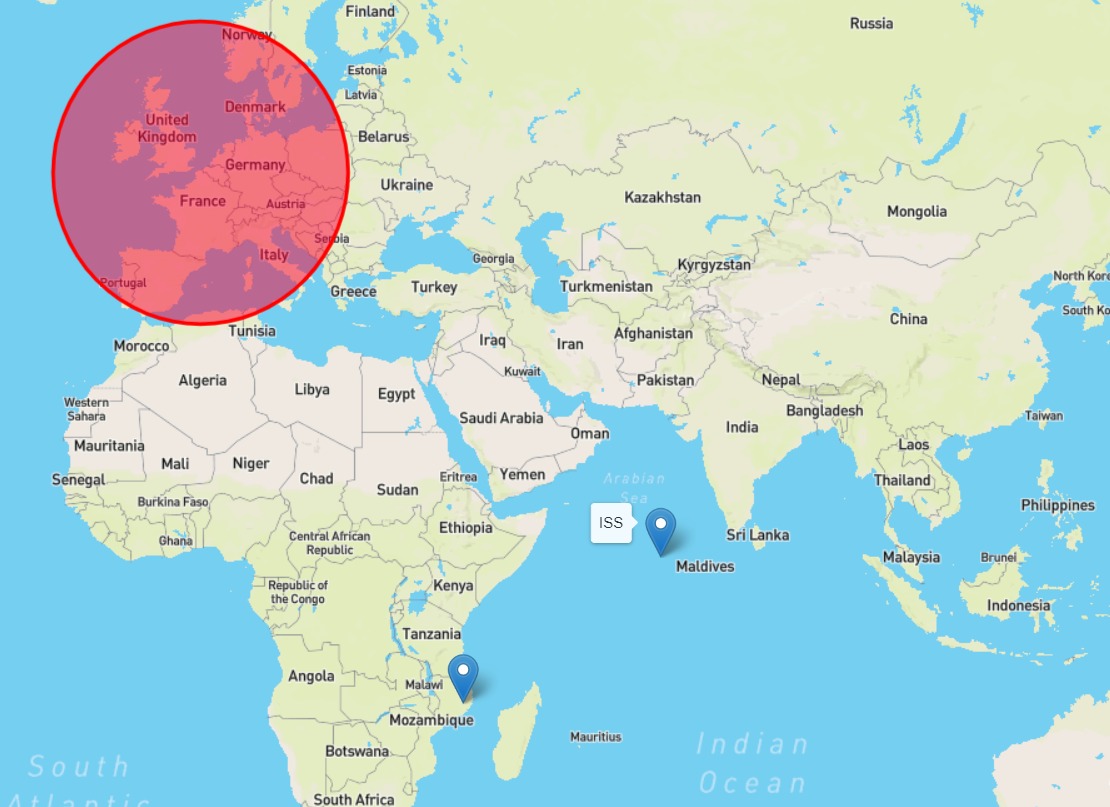 Finland
Russia
Norway
Estonia
Latvia
Denmark
United
Kingdom
Belarus
Germany
Ukraine
France
Austria
Kazakhstan
Mongolia
Serbia
Italy
Georgia
Kyrgyzstan
North Kore
Portugal
Greece
Turkey
Turkmenistan
South Ko
China
Tunisia
Morocco
Iraq
Iran
Afghanistan
Kuwait
Pakistan
Nepal
Algeria
Libya
Egypt
Western
Sahara
Saudi Arabia
Bangladesh
Taiwan
India
Oman
Mauritania
Mali
Niger
Laos
Senegal
Chad
Sudan
Eritrea
Yemen
Arabian
Sea
Thailand
Burkina Faso
Philippines
ISS
Ghana
Central African
Republic
Ethiopia
Sri Lanka
Malaysia
Brunei
Maldives
Republic of
the Congo
Kenya
Indonesia
Tanzania
Angola
Malawi
Mozambique
Mauritius
Indian
Ocean
Botswana
South
Atlantic
South Africa